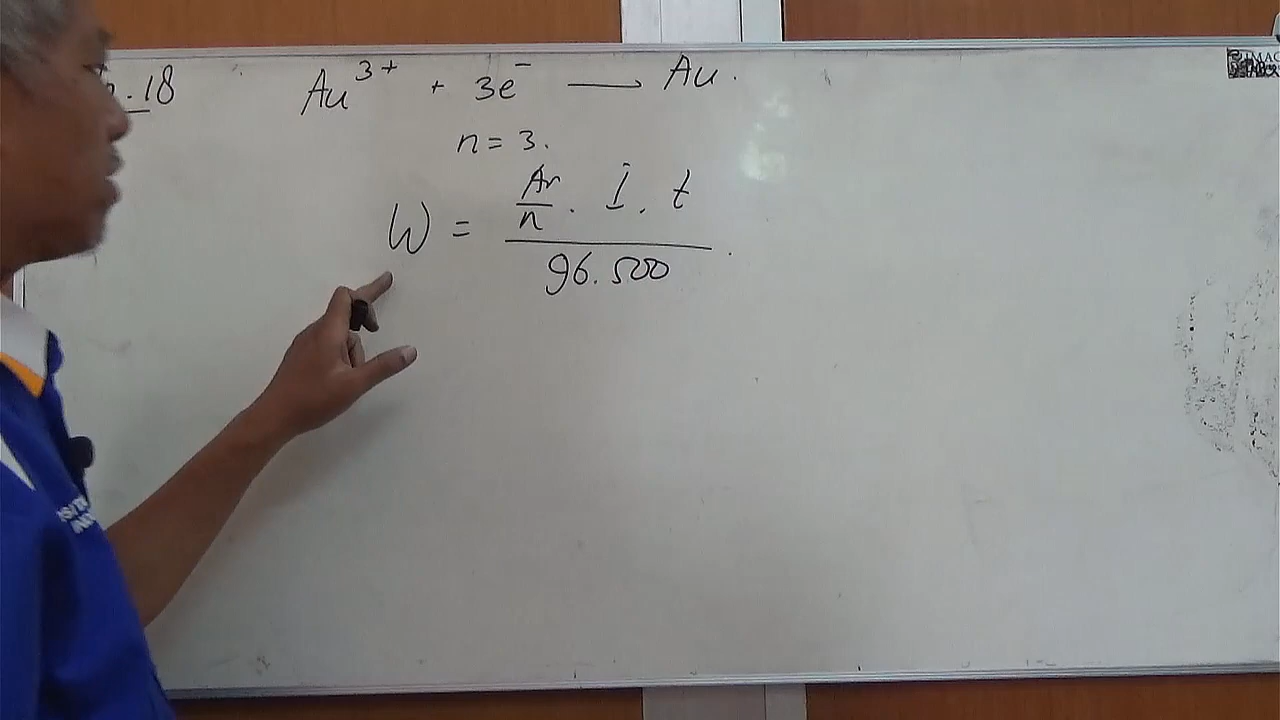 .18
Au³⁺ + 3e⁻ → Au.
n = 3.
W = Ar/n . i . t / 96.500 .